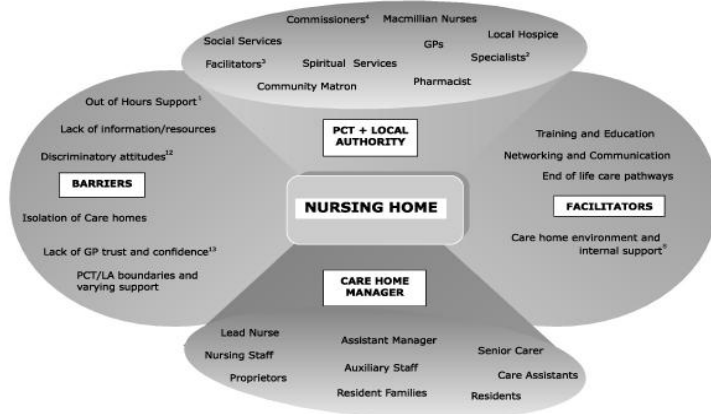 Commissioners⁴
Macmillian Nurses
Social Services
GPs
Local Hospice
Facilitators³
Spiritual Services
Specialists²
Community Matron
Pharmacist
Out of Hours Support¹
Lack of information/resources
Discriminatory attitudes¹²
BARRIERS
Isolation of Care homes
Lack of GP trust and confidence¹³
PCT/LA boundaries and
varying support
PCT + LOCAL
AUTHORITY
NURSING HOME
CARE HOME
MANAGER
Training and Education
Networking and Communication
End of life care pathways
FACILITATORS
Care home environment and
internal support
Lead Nurse
Assistant Manager
Senior Carer
Nursing Staff
Auxiliary Staff
Care Assistants
Proprietors
Resident Families
Residents